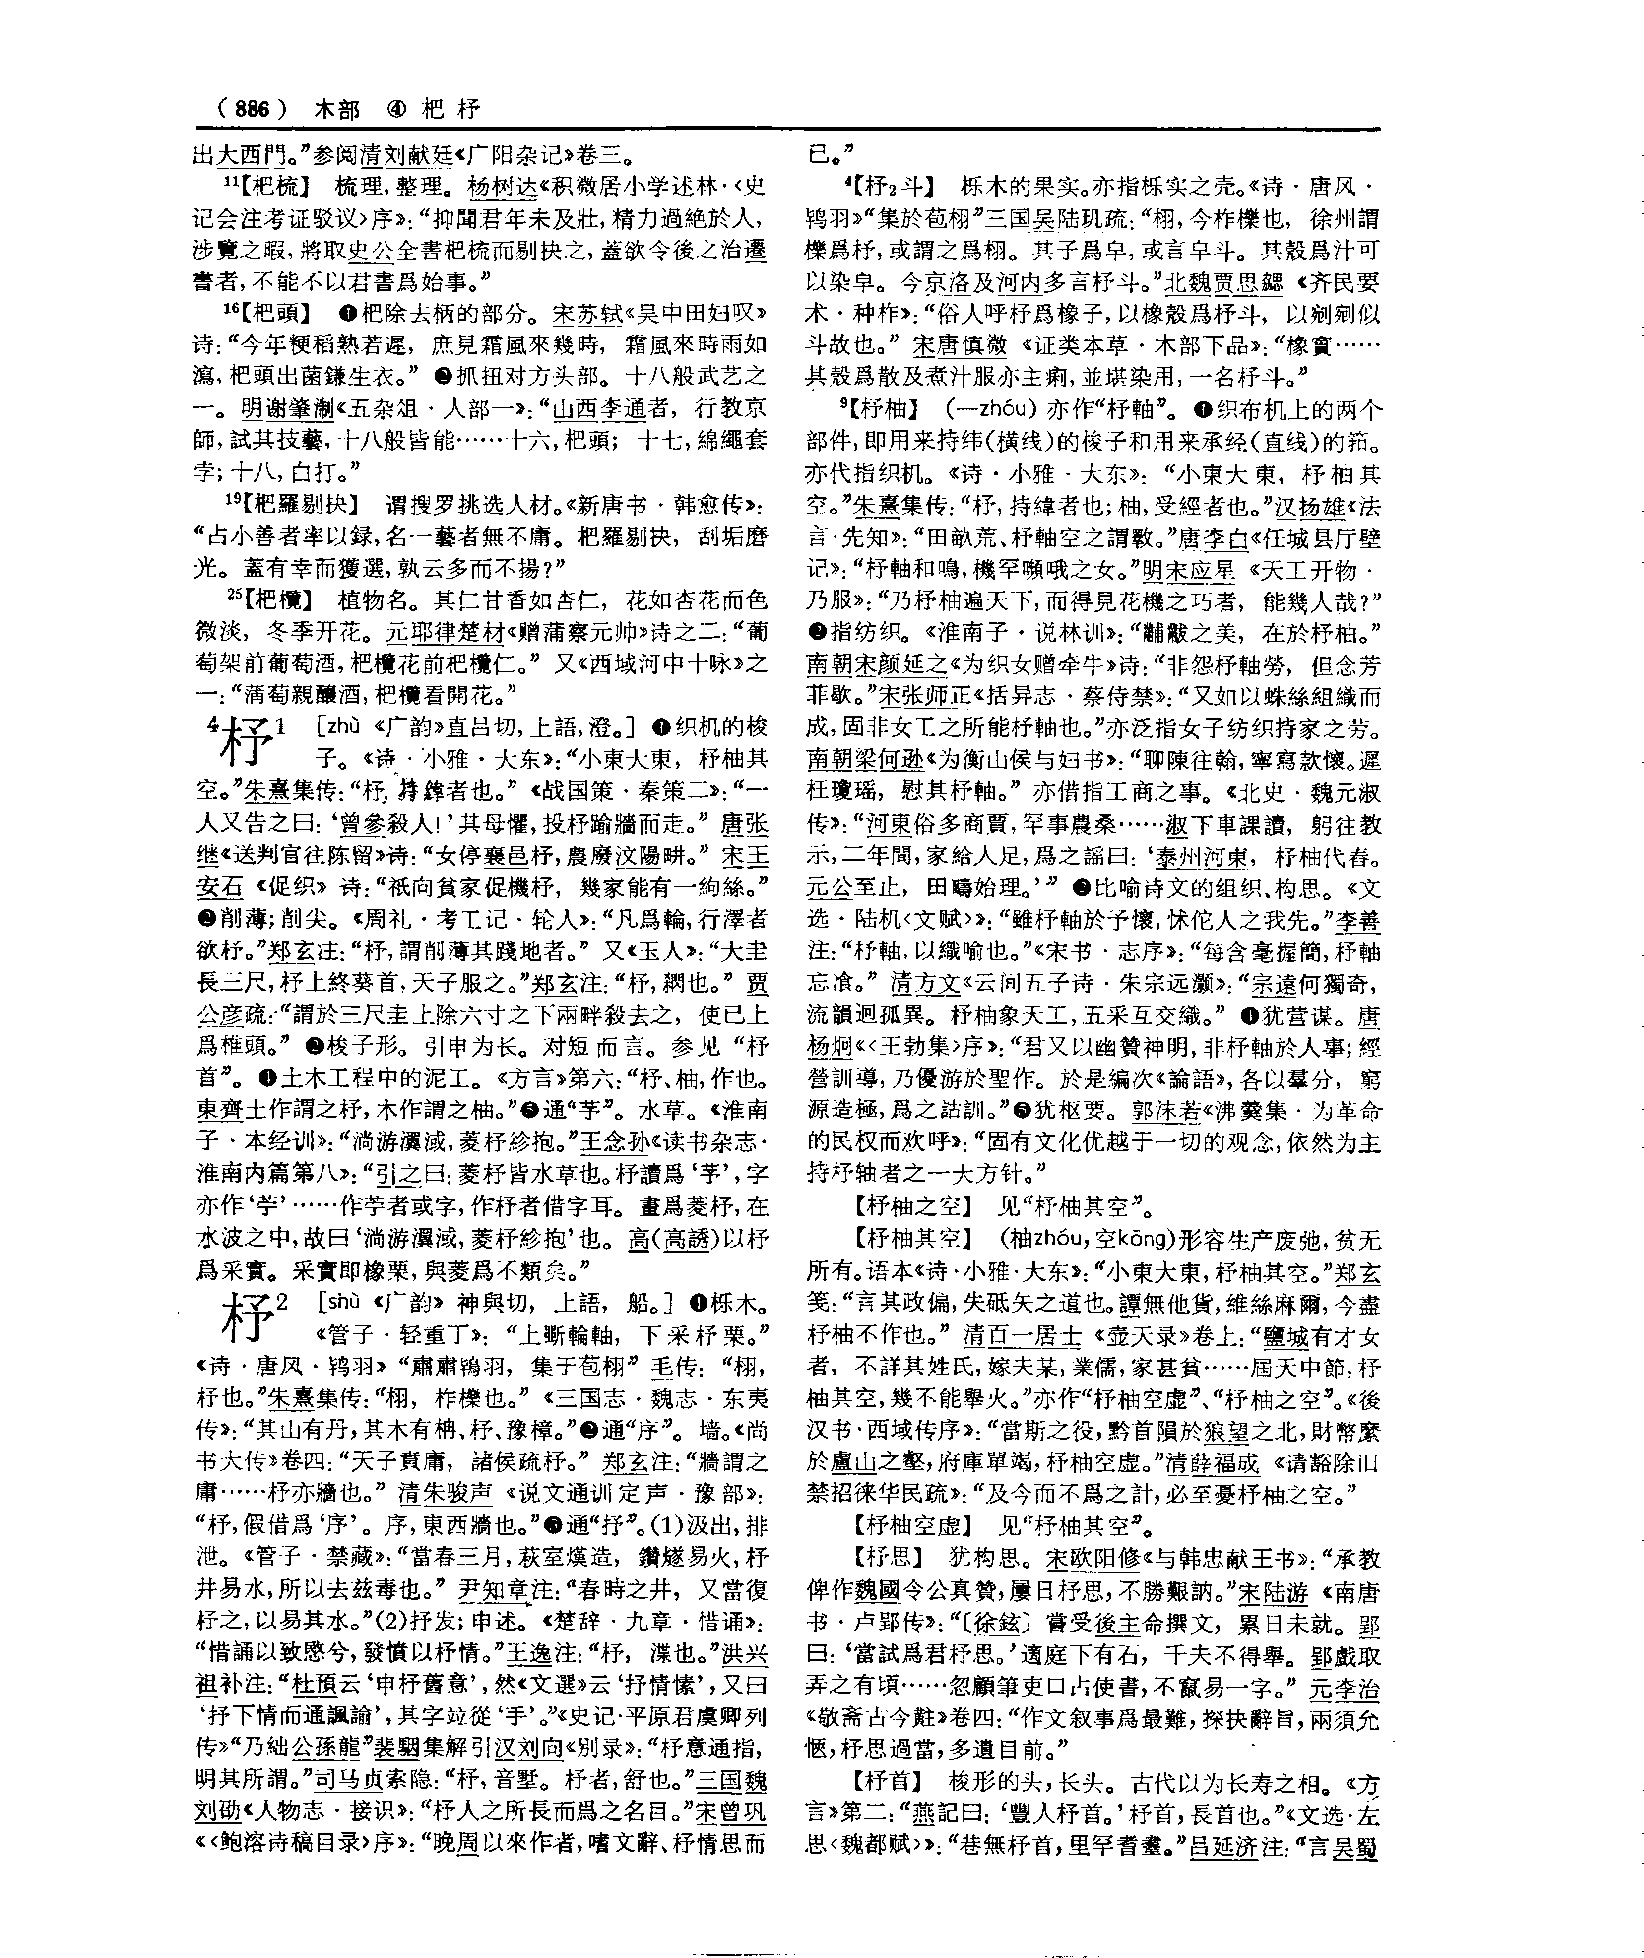 （886） 木部 ④ 杷 杼
出大西門。”参阅清刘献廷《广阳杂记》卷三。
11【杷梳】 梳理，整理。杨树达《积微居小学述林·〈史
记会注考证驳议〉序》：“抑聞君年未及壯，精力過絶於人，
涉覽之暇，將取史公全書杷梳而剔抉之，蓋欲令後之治遷
書者，不能不以君書爲始事。”
16【杷頭】 ❶杷除去柄的部分。宋苏轼《吴中田妇叹》
诗：“今年粳稻熟若遲，庶見霜風來幾時，霜風來時雨如
瀉，杷頭出菌鎌生衣。” ❷抓扭对方头部。十八般武艺之
一。明谢肇淛《五杂俎·人部一》：“山西李通者，行教京
師，試其技藝，十八般皆能……十六，杷頭；十七，綿繩套
字；十八，白打。”
19【杷羅剔抉】 谓搜罗挑选人材。《新唐书·韩愈传》：
“占小善者率以録，名一藝者無不庸。杷羅剔抉，刮垢磨
光。蓋有幸而獲選，孰云多而不揚？”
25【杷欖】 植物名。其仁甘香如杏仁，花如杏花而色
微淡，冬季开花。元耶律楚材《赠蒲察元帅》诗之二：“葡
萄架前葡萄酒，杷欖花前杷欖仁。” 又《西域河中十咏》之
一：“蒲萄親釀酒，杷欖看開花。”
4杼1 ［zhù 《广韵》直吕切，上語，澄。］ ❶织机的梭
子。《诗·小雅·大东》：“小東大東，杼柚其
空。”朱熹集传：“杼，持緯者也。” 《战国策·秦策二》：“一
人又告之曰：‘曾參殺人！’其母懼，投杼踰牆而走。” 唐张
继《送判官往陈留》诗：“女停襄邑杼，農廢汶陽畊。” 宋王
安石《促织》诗：“祇向貧家促機杼，幾家能有一絇絲。”
❷削薄；削尖。《周礼·考工记·轮人》：“凡爲輪，行澤者
欲杼。”郑玄注：“杼，謂削薄其踐地者。” 又《玉人》：“大圭
長三尺，杼上終葵首，天子服之。”郑玄注：“杼，閷也。” 贾
公彦疏：“謂於三尺圭上除六寸之下兩畔殺去之，使已上
爲椎頭。” ❸梭子形。引申为长。对短而言。参见“杼
首”。❹土木工程中的泥工。《方言》第六：“杼、柚，作也。
東齊土作謂之杼，木作謂之柚。”❺通“芧”。水草。《淮南
子·本经训》：“淌游瀷淢，菱杼紾抱。”王念孙《读书杂志·
淮南内篇第八》：“引之曰：菱杼皆水草也。杼讀爲‘芧’，字
亦作‘苧’……作苧者或字，作杼者借字耳。畫爲菱杼，在
水波之中，故曰‘淌游瀷淢，菱杼紾抱’也。高（高誘）以杼
爲采實。采實即橡栗，與菱爲不類矣。”
杼2 ［shù 《广韵》神與切，上語，船。］ ❶栎木。
《管子·轻重丁》：“上斲輪軸，下采杼栗。”
《诗·唐风·鸨羽》“肅肅鴇羽，集于苞栩”毛传：“栩，
杼也。”朱熹集传：“栩，柞櫟也。” 《三国志·魏志·东夷
传》：“其山有丹，其木有枏、杼、豫樟。”❷通“序”。墙。《尚
书大传》卷四：“天子賁庸，諸侯疏杼。” 郑玄注：“牆謂之
庸……杼亦牆也。” 清朱骏声《说文通训定声·豫部》：
“杼，假借爲‘序’。序，東西牆也。”❸通“抒”。（1）汲出，排
泄。《管子·禁藏》：“當春三月，萩室熯造，鑽燧易火，杼
井易水，所以去兹毒也。” 尹知章注：“春時之井，又當復
杼之，以易其水。”（2）抒发；申述。《楚辞·九章·惜诵》：
“惜誦以致愍兮，發憤以杼情。”王逸注：“杼，渫也。”洪兴
祖补注：“杜預云‘申杼舊意’，然《文選》云‘抒情愫’，又曰
‘抒下情而通諷諭’，其字竝從‘手’。”《史记·平原君虞卿列
传》“乃絀公孫龍”裴駰集解引汉刘向《别录》：“杼意通指，
明其所謂。”司马贞索隐：“杼，音墅。杼者，舒也。”三国魏
刘劭《人物志·接识》：“杼人之所長而爲之名目。”宋曾巩
《〈鲍溶诗稿目录〉序》：“晚周以來作者，嗜文辭、杼情思而
已。”
4【杼2斗】 栎木的果实。亦指栎实之壳。《诗·唐风·
鸨羽》“集於苞栩”三国吴陆玑疏：“栩，今柞櫟也，徐州謂
櫟爲杼，或謂之爲栩。其子爲皁，或言皁斗。其殼爲汁可
以染皁。今京洛及河内多言杼斗。”北魏贾思勰《齐民要
术·种柞》：“俗人呼杼爲橡子，以橡殼爲杼斗，以剜剜似
斗故也。” 宋唐慎微《证类本草·木部下品》：“橡實……
其殼爲散及煮汁服亦主痢，並堪染用，一名杼斗。”
9【杼柚】 （—zhóu）亦作“杼軸”。❶织布机上的两个
部件，即用来持纬（横线）的梭子和用来承经（直线）的筘。
亦代指织机。《诗·小雅·大东》：“小東大東，杼柚其
空。”朱熹集传：“杼，持緯者也；柚，受經者也。”汉扬雄《法
言·先知》：“田畝荒、杼軸空之謂斁。”唐李白《任城县厅壁
记》：“杼軸和鳴，機罕嚬哦之女。”明宋应星《天工开物·
乃服》：“乃杼柚遍天下，而得見花機之巧者，能幾人哉？”
❷指纺织。《淮南子·说林训》：“黼黻之美，在於杼柚。”
南朝宋颜延之《为织女赠牵牛》诗：“非怨杼軸勞，但念芳
菲歇。”宋张师正《括异志·蔡侍禁》：“又如以蛛絲組織而
成，固非女工之所能杼軸也。”亦泛指女子纺织持家之劳。
南朝梁何逊《为衡山侯与妇书》：“聊陳往翰，寧寫款懷。遲
枉瓊瑶，慰其杼軸。” 亦借指工商之事。《北史·魏元淑
传》：“河東俗多商賈，罕事農桑……淑下車課讀，躬往教
示，二年間，家給人足，爲之謡曰：‘泰州河東，杼柚代舂。
元公至止，田疇始理。’” ❸比喻诗文的组织、构思。《文
选·陆机〈文赋〉》：“雖杼軸於予懷，怵佗人之我先。”李善
注：“杼軸，以織喻也。”《宋书·志序》：“每含毫握簡，杼軸
忘飡。” 清方文《云间五子诗·朱宗远灏》：“宗遠何獨奇，
流韻迥孤異。杼柚象天工，五采互交織。” ❹犹营谋。唐
杨炯《〈王勃集〉序》：“君又以幽贊神明，非杼軸於人事；經
營訓導，乃優游於聖作。於是编次《論語》，各以羣分，窮
源造極，爲之詁訓。”❺犹枢要。郭沫若《沸羹集·为革命
的民权而欢呼》：“固有文化优越于一切的观念，依然为主
持杼轴者之一大方针。”
【杼柚之空】 见“杼柚其空”。
【杼柚其空】 （柚zhóu，空kōng）形容生产废弛，贫无
所有。语本《诗·小雅·大东》：“小東大東，杼柚其空。”郑玄
笺：“言其政偏，失砥矢之道也。譚無他貨，維絲麻爾，今盡
杼柚不作也。” 清百一居士《壶天录》卷上：“鹽城有才女
者，不詳其姓氏，嫁夫某，業儒，家甚貧……屆天中節，杼
柚其空，幾不能舉火。”亦作“杼柚空虚”、“杼柚之空”。《後
汉书·西域传序》：“當斯之役，黔首隕於狼望之北，財幣縻
於盧山之壑，府庫單竭，杼柚空虚。”清薛福成《请豁除旧
禁招徕华民疏》：“及今而不爲之計，必至憂杼柚之空。”
【杼柚空虚】 见“杼柚其空”。
【杼思】 犹构思。宋欧阳修《与韩忠献王书》：“承教
俾作魏國令公真贊，屢日杼思，不勝艱訥。”宋陆游《南唐
书·卢郢传》：“〔徐鉉〕嘗受後主命撰文，累日未就。郢
曰：‘當試爲君杼思。’適庭下有石，千夫不得舉。郢戲取
弄之有頃……忽顧筆吏口占使書，不竄易一字。” 元李治
《敬斋古今黈》卷四：“作文叙事爲最難，探抉辭旨，兩須允
愜，杼思過當，多遺目前。”
【杼首】 梭形的头，长头。古代以为长寿之相。《方
言》第二：“燕記曰：‘豐人杼首。’杼首，長首也。”《文选·左
思〈魏都赋〉》：“巷無杼首，里罕耆耋。”吕延济注：“言吴蜀